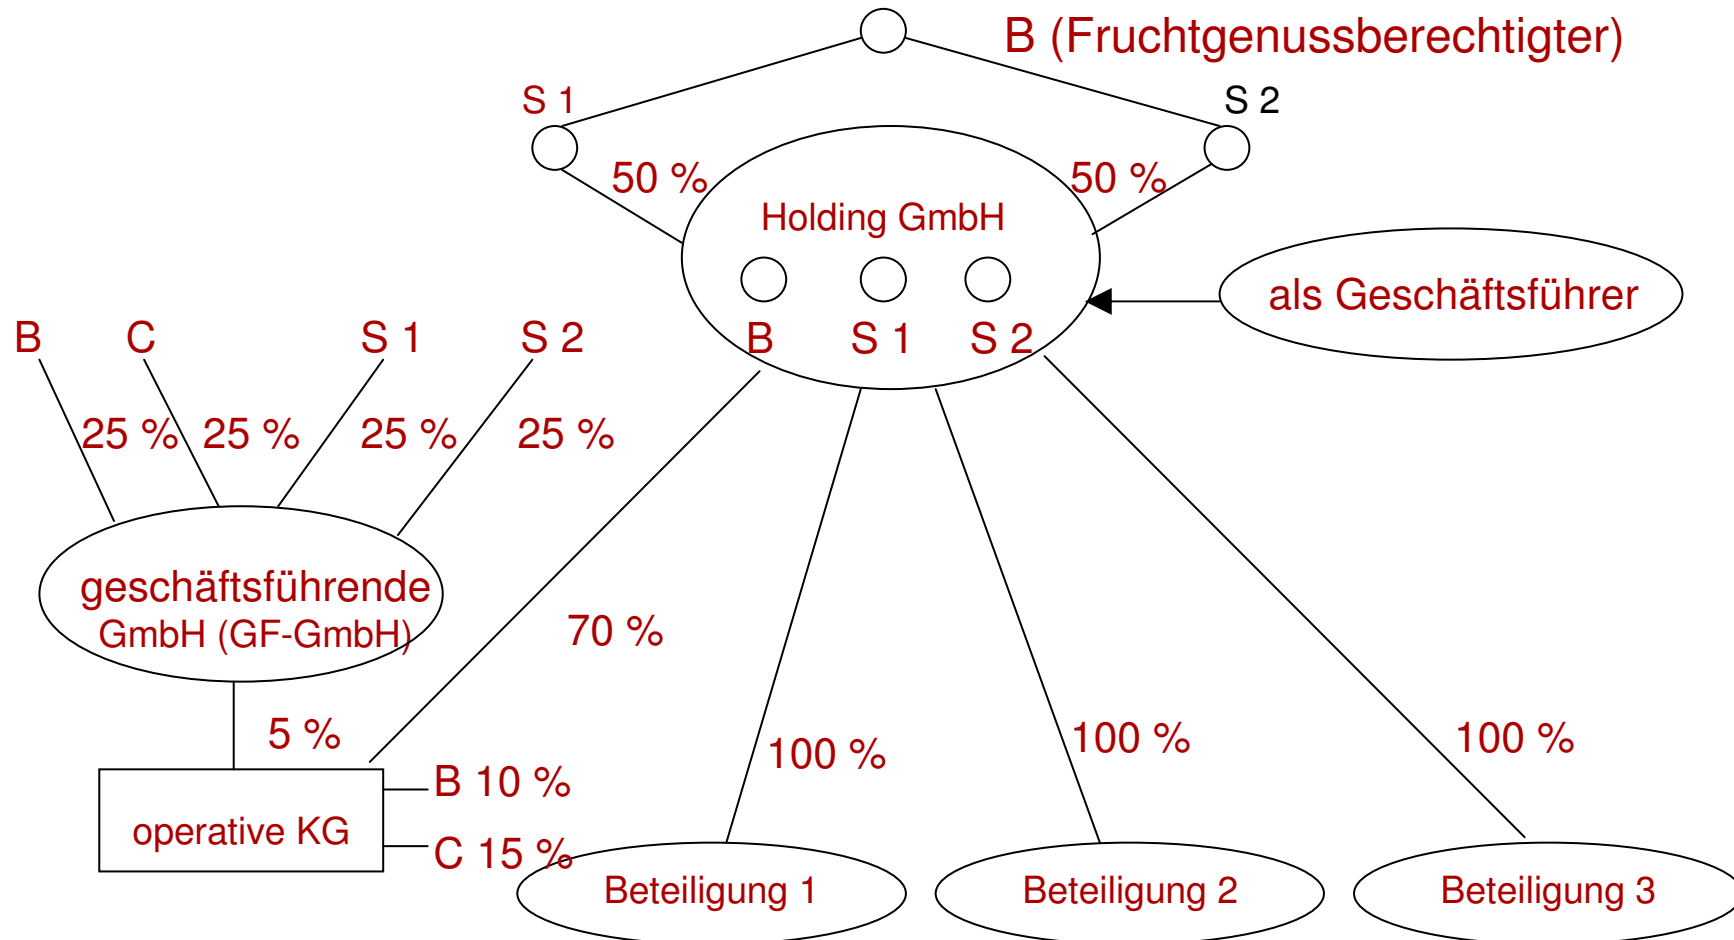 B (Fruchtgenussberechtigter)
S 1
S 2
50 %
50 %
Holding GmbH
als Geschäftsführer
B
C
S 1
S 2
B
S 1
S 2
25 %
25 %
25 %
25 %
geschäftsführende
GmbH (GF-GmbH)
70 %
5 %
100 %
100 %
100 %
B 10 %
operative KG
C 15 %
Beteiligung 1
Beteiligung 2
Beteiligung 3